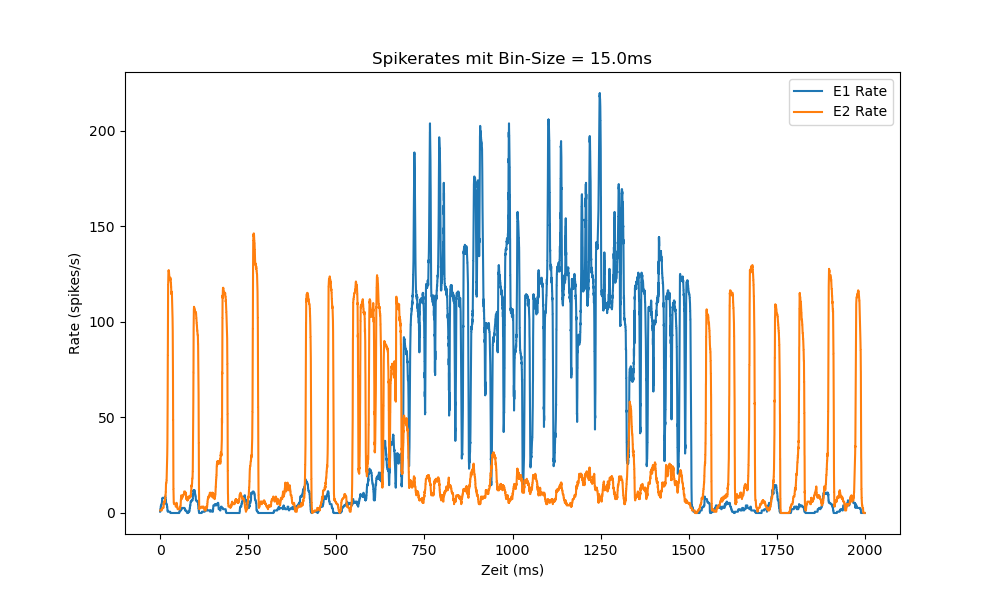 Spikerates mit Bin-Size = 15.0ms
E1 Rate
E2 Rate
Rate (spikes/s)
200
150
100
50
0
0 250 500 750 1000 1250 1500 1750 2000
Zeit (ms)